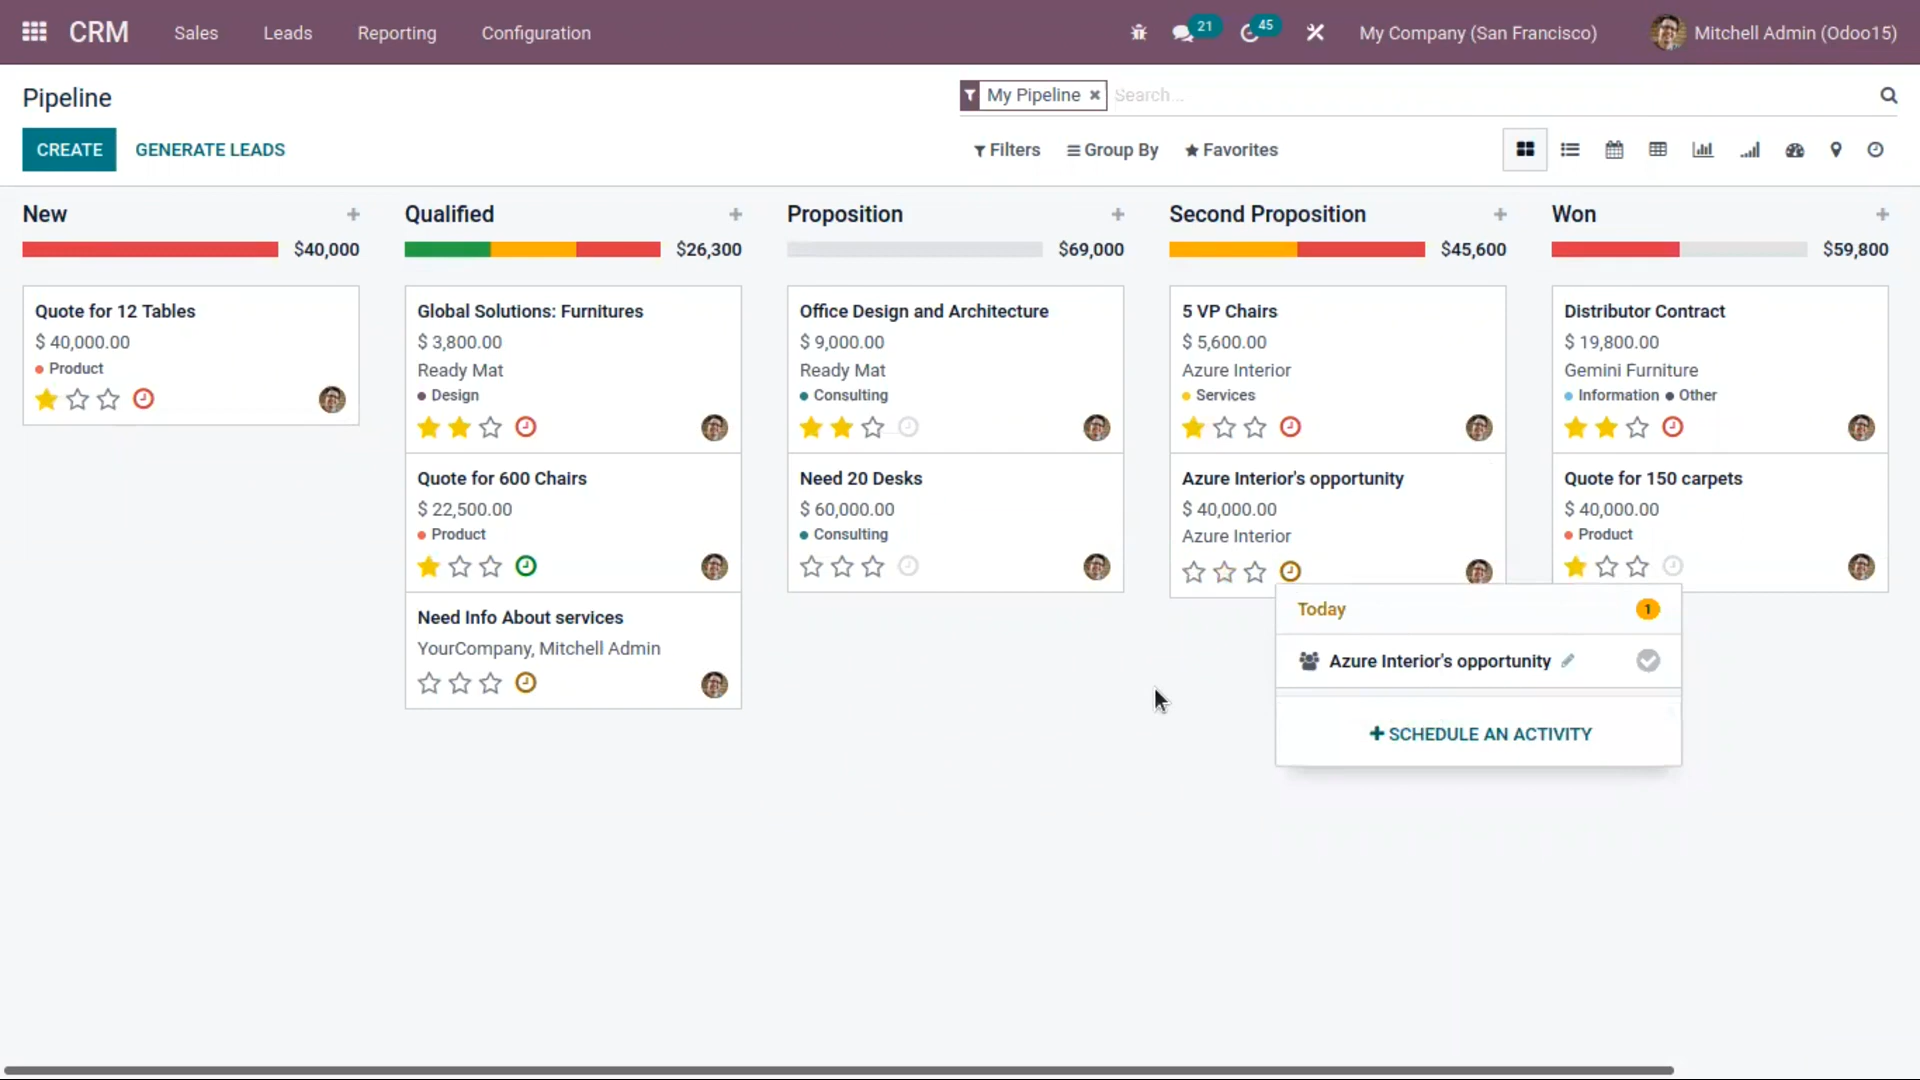 CRM Sales Leads Reporting Configuration 21 45 My Company (San Francisco) Mitchell Admin (Odoo15)
Pipeline
My Pipeline × Search...
CREATE GENERATE LEADS
Filters Group By Favorites
New +
$40,000
Quote for 12 Tables
$ 40,000.00
Product
Qualified +
$26,300
Global Solutions: Furnitures
$ 3,800.00
Ready Mat
Design
Quote for 600 Chairs
$ 22,500.00
Product
Need Info About services
YourCompany, Mitchell Admin
Proposition +
$69,000
Office Design and Architecture
$ 9,000.00
Ready Mat
Consulting
Need 20 Desks
$ 60,000.00
Consulting
Second Proposition +
$45,600
5 VP Chairs
$ 5,600.00
Azure Interior
Services
Azure Interior's opportunity
$ 40,000.00
Azure Interior
Today 1
Azure Interior's opportunity
+ SCHEDULE AN ACTIVITY
Won +
$59,800
Distributor Contract
$ 19,800.00
Gemini Furniture
Information Other
Quote for 150 carpets
$ 40,000.00
Product